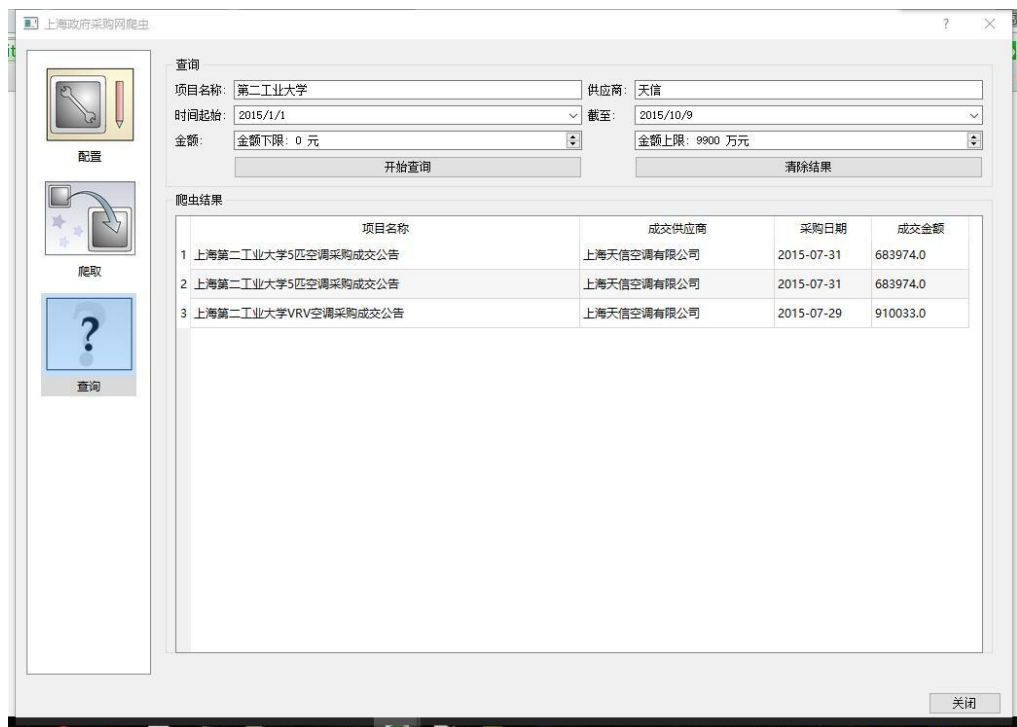 上海政府采购网爬虫
?
配置
爬取
查询
查询
项目名称: 第二工业大学 供应商: 天信
时间起始: 2015/1/1 截至: 2015/10/9
金额: 金额下限: 0 元 金额上限: 9900 万元
开始查询 清除结果
爬虫结果
项目名称 成交供应商 采购日期 成交金额
1 上海第二工业大学5匹空调采购成交公告 上海天信空调有限公司 2015-07-31 683974.0
2 上海第二工业大学5匹空调采购成交公告 上海天信空调有限公司 2015-07-31 683974.0
3 上海第二工业大学VRV空调采购成交公告 上海天信空调有限公司 2015-07-29 910033.0
关闭